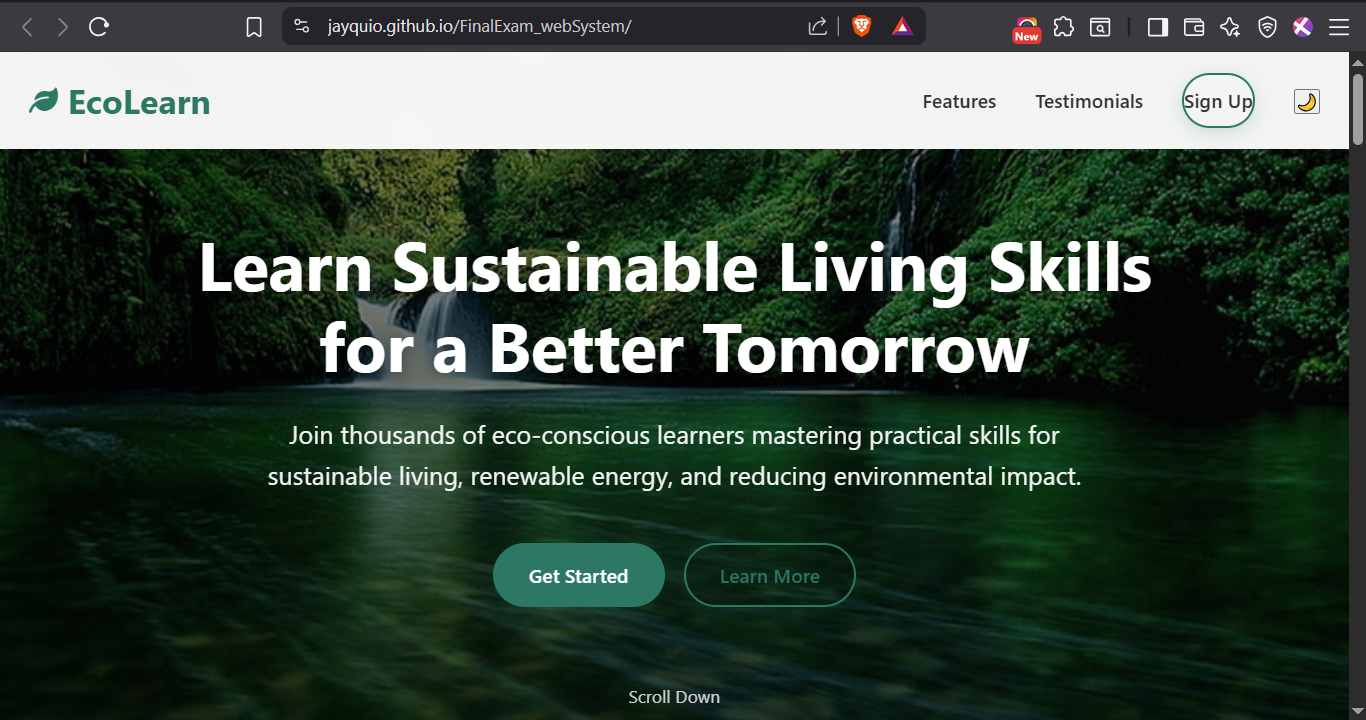 jayquio.github.io/FinalExam_webSystem/
New
EcoLearn
Features
Testimonials
Sign Up
Learn Sustainable Living Skills
for a Better Tomorrow
Join thousands of eco-conscious learners mastering practical skills for
sustainable living, renewable energy, and reducing environmental impact.
Get Started
Learn More
Scroll Down